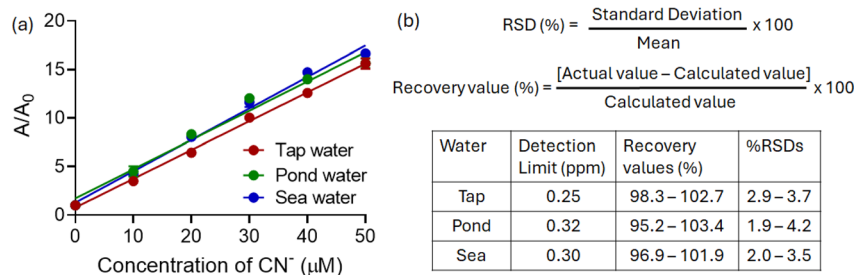 (a)
A/A0
20
15
10
5
0
0 10 20 30 40 50
Concentration of CN- (μM)
Tap water
Pond water
Sea water
(b)
RSD (%) = Standard Deviation / Mean x 100
Recovery value (%) = [Actual value – Calculated value] / Calculated value x 100
Water Detection Limit (ppm) Recovery values (%) %RSDs
Tap 0.25 98.3 – 102.7 2.9 – 3.7
Pond 0.32 95.2 – 103.4 1.9 – 4.2
Sea 0.30 96.9 – 101.9 2.0 – 3.5